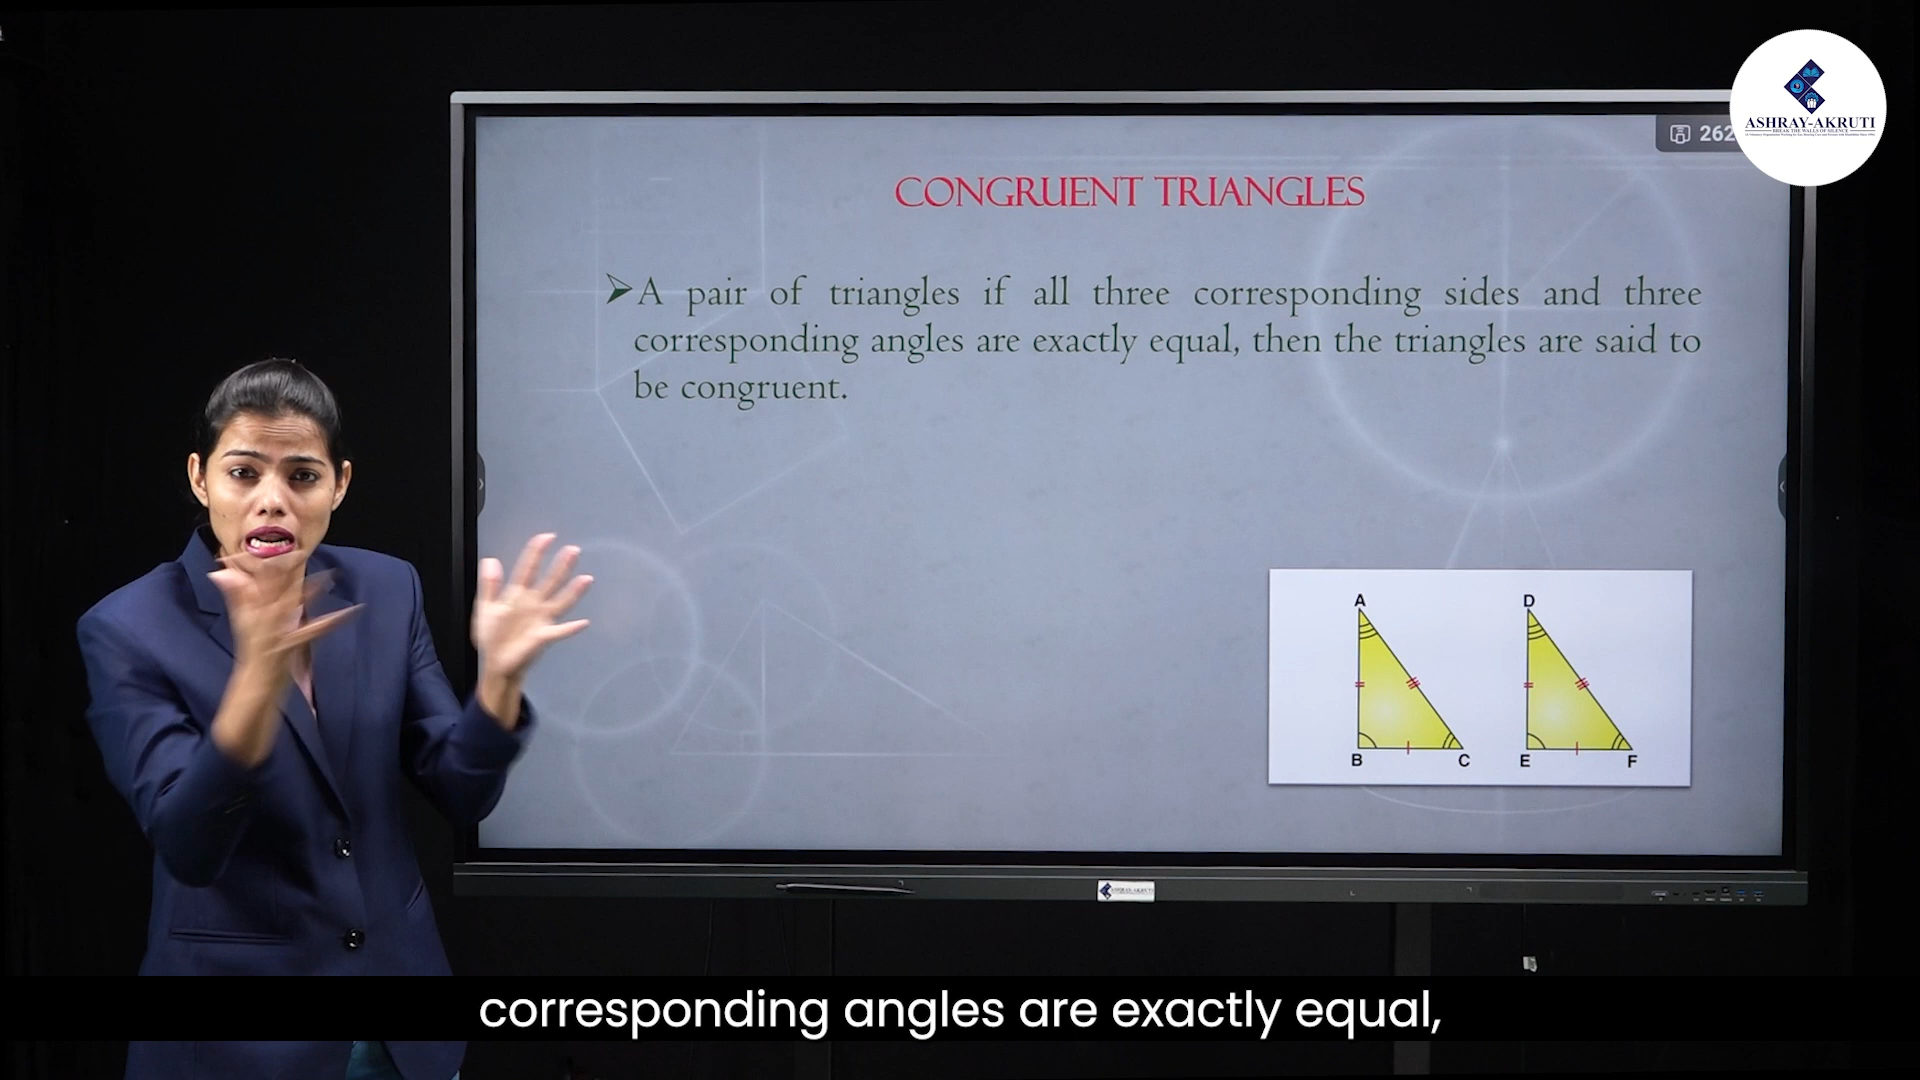 ASHRAY-AKRUTI
BREAK THE WALLS OF SILENCE
262
CONGRUENT TRIANGLES
➢A pair of triangles if all three corresponding sides and three
corresponding angles are exactly equal, then the triangles are said to
be congruent.
A D
B C E F
ASHRAY-AKRUTI
corresponding angles are exactly equal,